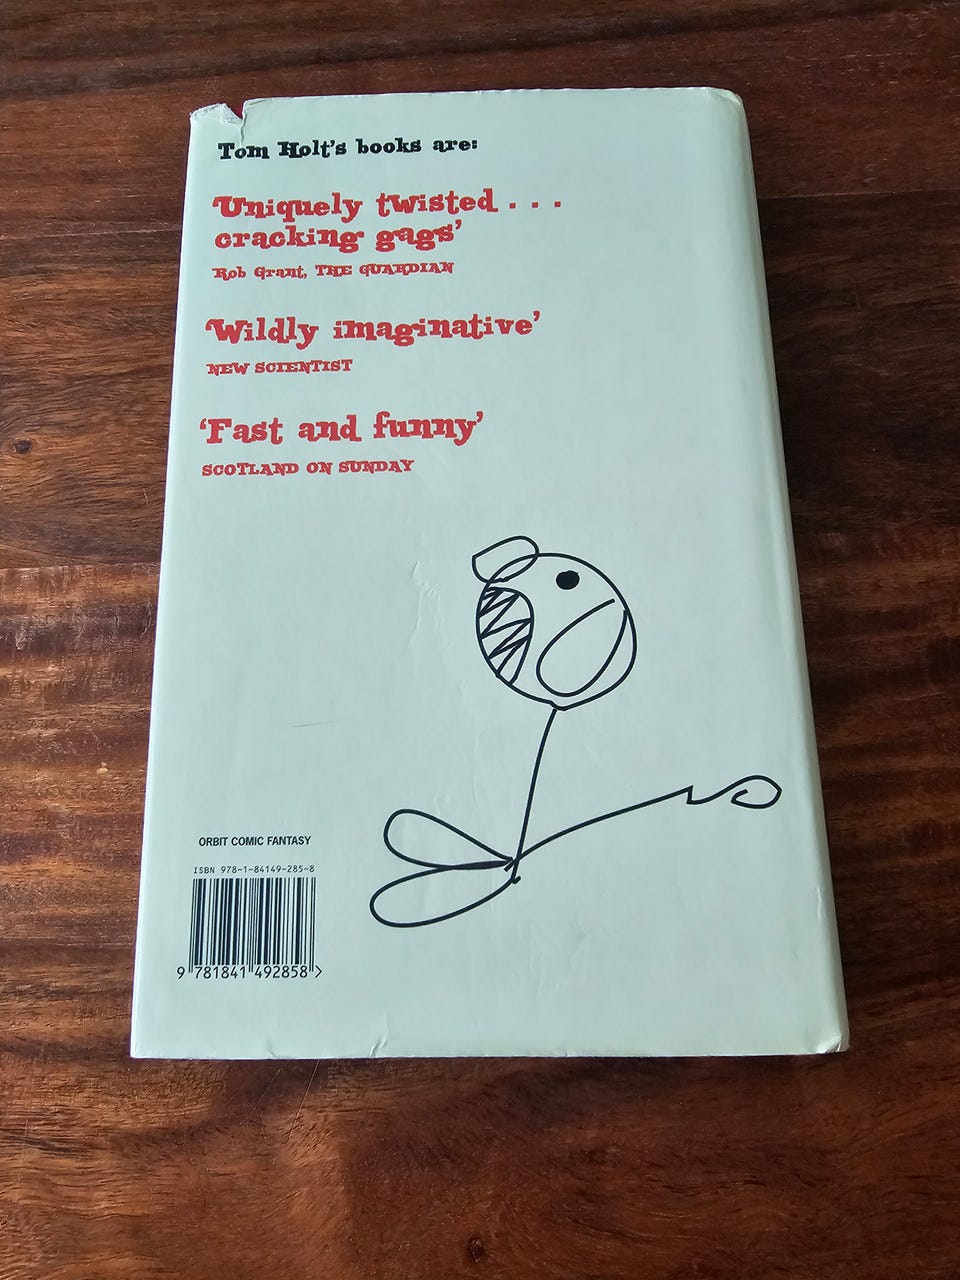 Tom Holt's books are:
'Uniquely twisted . . .
cracking gags'
Rob Grant, THE GUARDIAN
'Wildly imaginative'
NEW SCIENTIST
'Fast and funny'
SCOTLAND ON SUNDAY
ORBIT COMIC FANTASY
ISBN 978-1-84149-285-8
9 781841 492858 >